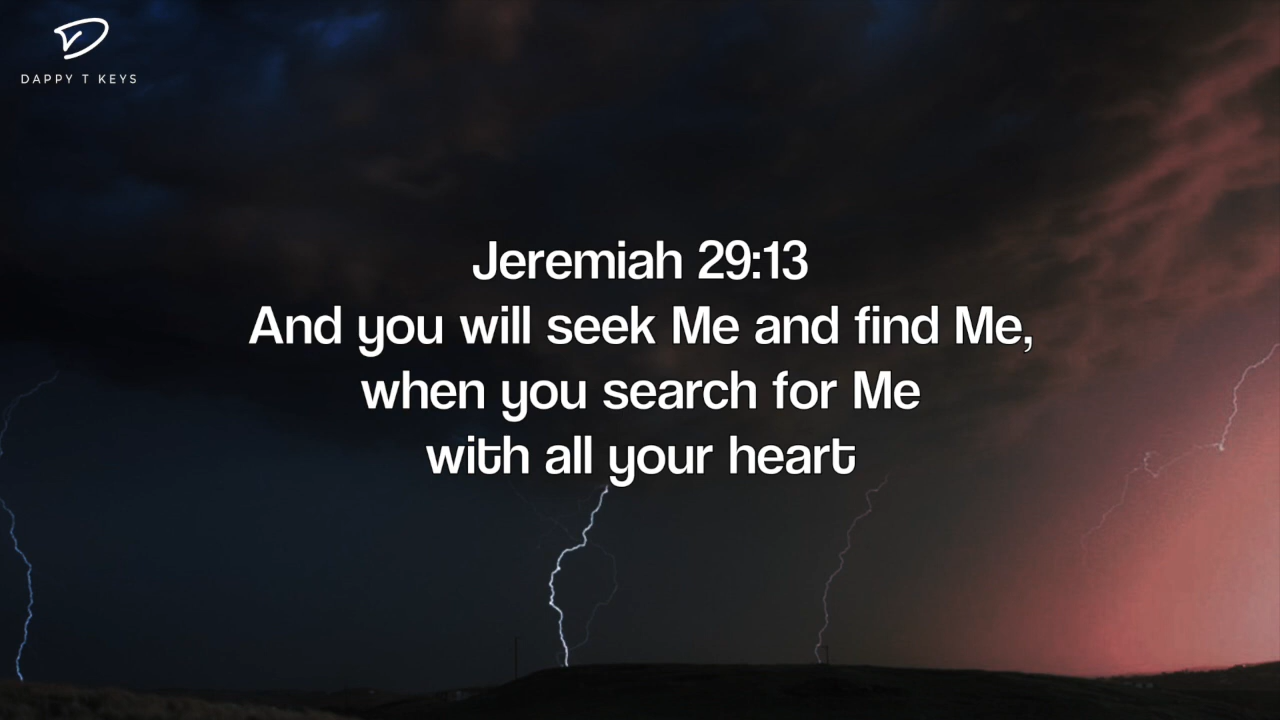 DAPPY T KEYS
Jeremiah 29:13
And you will seek Me and find Me,
when you search for Me
with all your heart